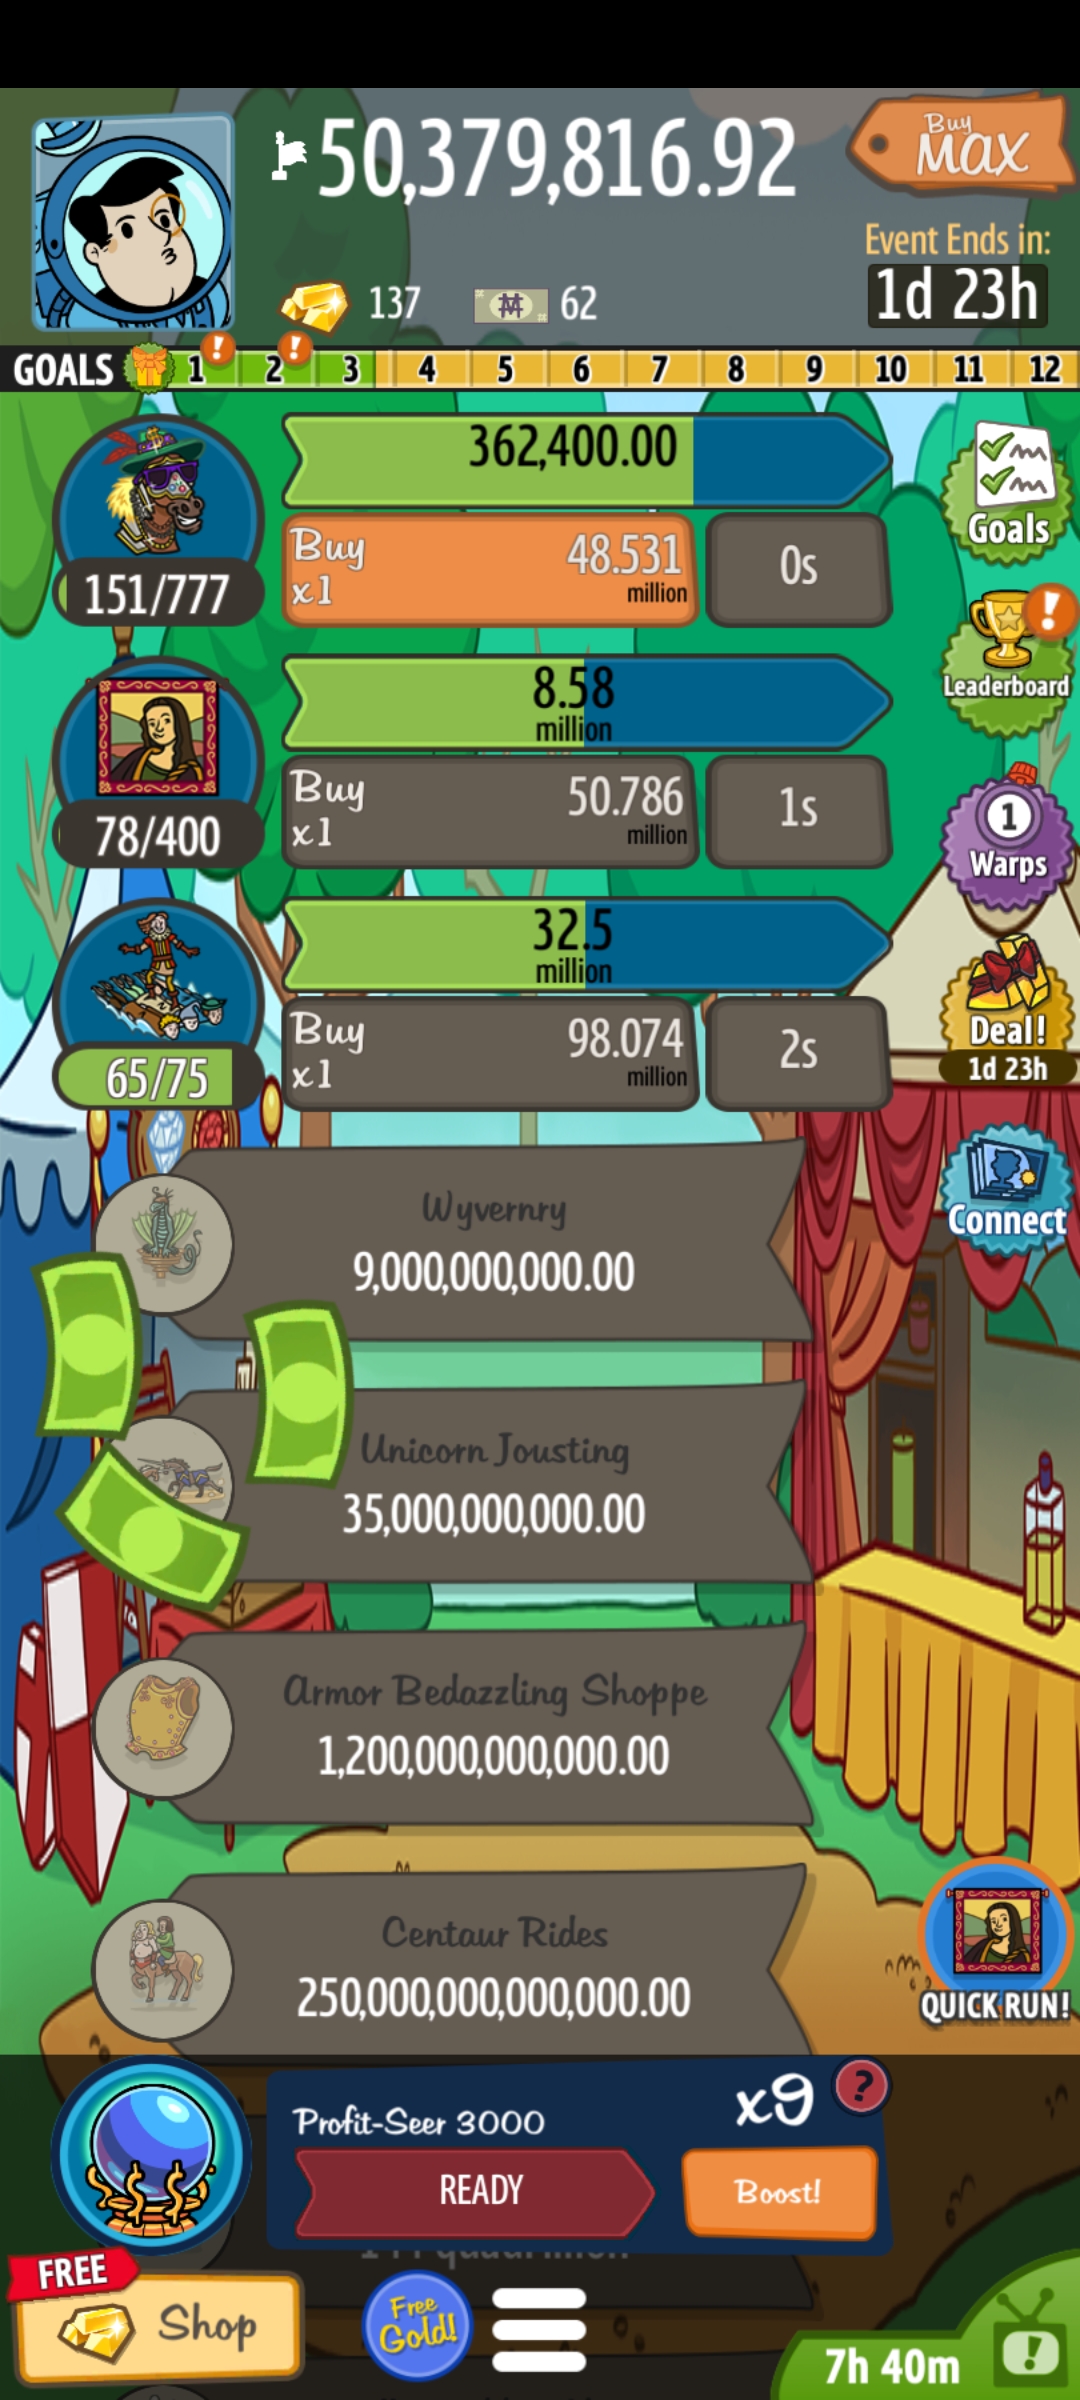 50,379,816.92
Buy
MAX
Event Ends in:
1d 23h
137
62
GOALS 1 ! 2 ! 3 4 5 6 7 8 9 10 11 12
362,400.00
Buy
x1
48.531
million
0s
151/777
Goals
!
Leaderboard
8.58
million
Buy
x1
50.786
million
1s
78/400
1
Warps
32.5
million
Buy
x1
98.074
million
2s
65/75
Deal!
1d 23h
Connect
Wyvernry
9,000,000,000.00
Unicorn Jousting
35,000,000,000.00
Armor Bedazzling Shoppe
1,200,000,000,000.00
Centaur Rides
250,000,000,000,000.00
QUICK RUN!
Profit-Seer 3000
x9
?
READY
Boost!
FREE
Shop
Free
Gold!
7h 40m
!